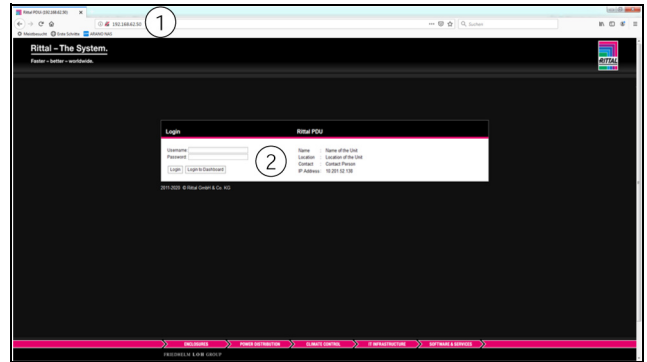 Rittal PDU (192.168.62.50)
192.168.62.50
Suchen
Meistbesucht Erste Schritte ARAND NAS
1
Rittal – The System.
Faster – better – worldwide.
RITTAL
Login Rittal PDU
Username
Password
Login Login to Dashboard
2
Name : Name of the Unit
Location : Location of the Unit
Contact : Contact Person
IP Address: 10.201.52.138
2011-2020 © Rittal GmbH & Co. KG
ENCLOSURES POWER DISTRIBUTION CLIMATE CONTROL IT INFRASTRUCTURE SOFTWARE & SERVICES
FRIEDHELM LOH GROUP